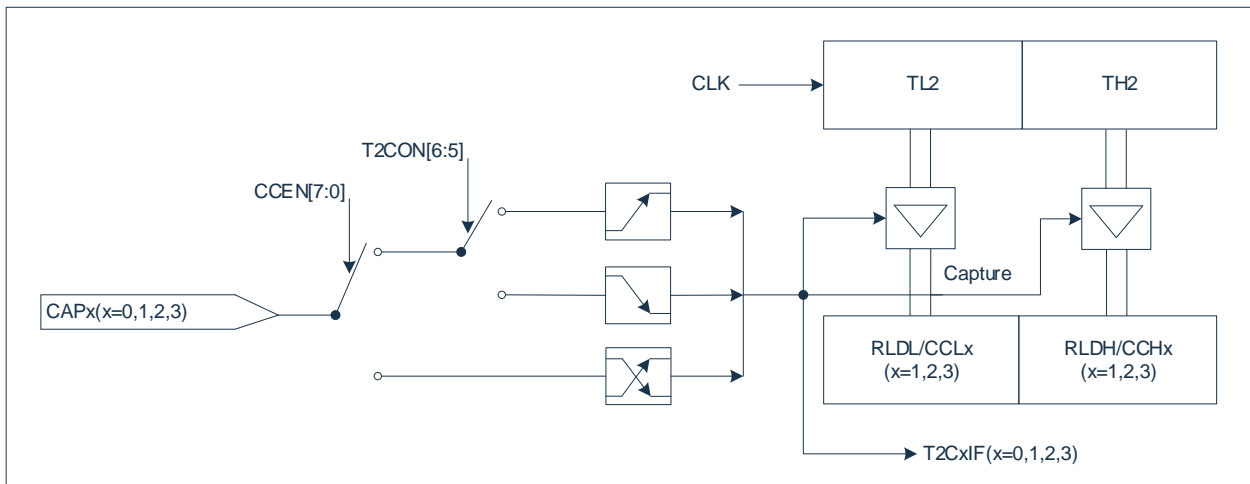 CLK
TL2
TH2
T2CON[6:5]
CCEN[7:0]
Capture
CAPx(x=0,1,2,3)
RLDL/CCLx
(x=1,2,3)
RLDH/CCHx
(x=1,2,3)
T2CxIF(x=0,1,2,3)